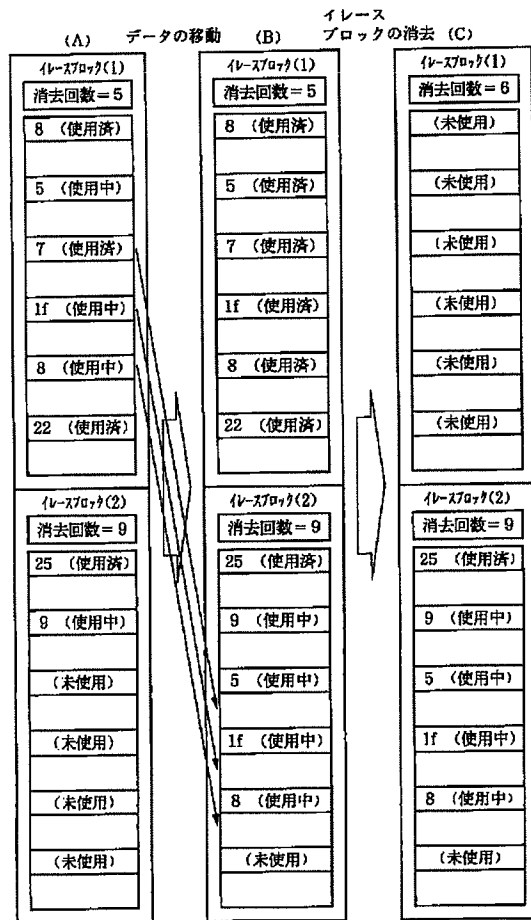 イレース
(A) データの移動 (B) ブロックの消去 (C)
イレースブロック(1)
消去回数=5
8 (使用済)
5 (使用中)
7 (使用済)
1f (使用中)
8 (使用中)
22 (使用済)
イレースブロック(2)
消去回数=9
25 (使用済)
9 (使用中)
(未使用)
(未使用)
(未使用)
(未使用)
イレースブロック(1)
消去回数=5
8 (使用済)
5 (使用済)
7 (使用済)
1f (使用済)
8 (使用済)
22 (使用済)
イレースブロック(2)
消去回数=9
25 (使用済)
9 (使用中)
5 (使用中)
1f (使用中)
8 (使用中)
(未使用)
イレースブロック(1)
消去回数=6
(未使用)
(未使用)
(未使用)
(未使用)
(未使用)
(未使用)
イレースブロック(2)
消去回数=9
25 (使用済)
9 (使用中)
5 (使用中)
1f (使用中)
8 (使用中)
(未使用)